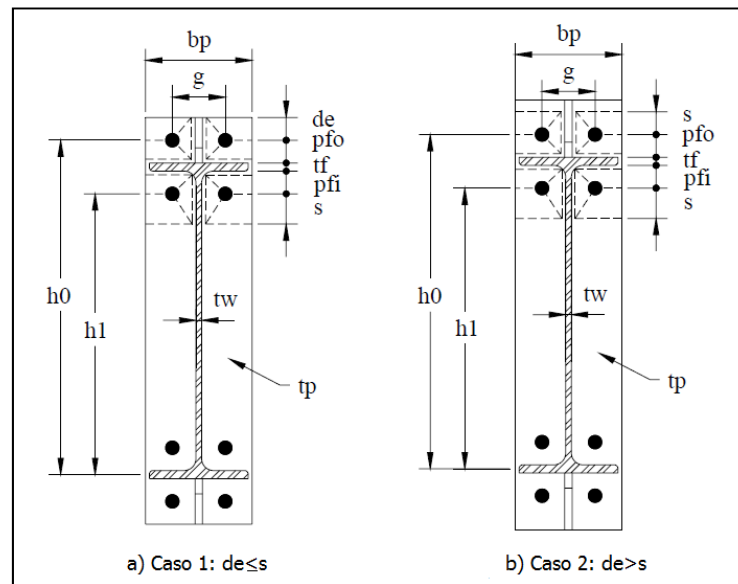 bp
g
de
pfo
tf
pfi
s
h0
h1
tw
tp
a) Caso 1: de≤s
bp
g
s
pfo
tf
pfi
s
h0
h1
tw
tp
b) Caso 2: de>s